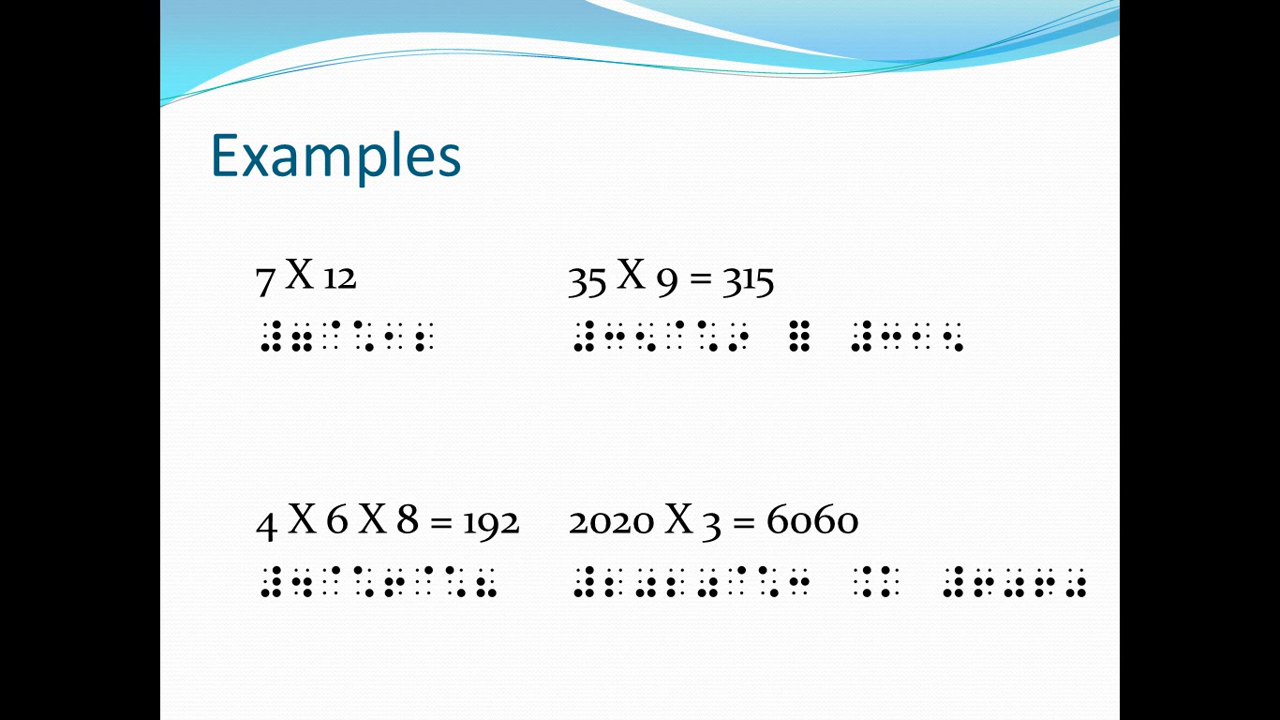 Examples
7 X 12
⠼⠶⠈⠡⠂⠆
35 X 9 = 315
⠼⠒⠢⠈⠡⠔ ⠿ ⠼⠒⠂⠢
4 X 6 X 8 = 192
⠼⠲⠈⠡⠖⠈⠡⠦
2020 X 3 = 6060
⠼⠆⠴⠆⠴⠈⠡⠒ ⠨⠅ ⠼⠖⠴⠖⠴